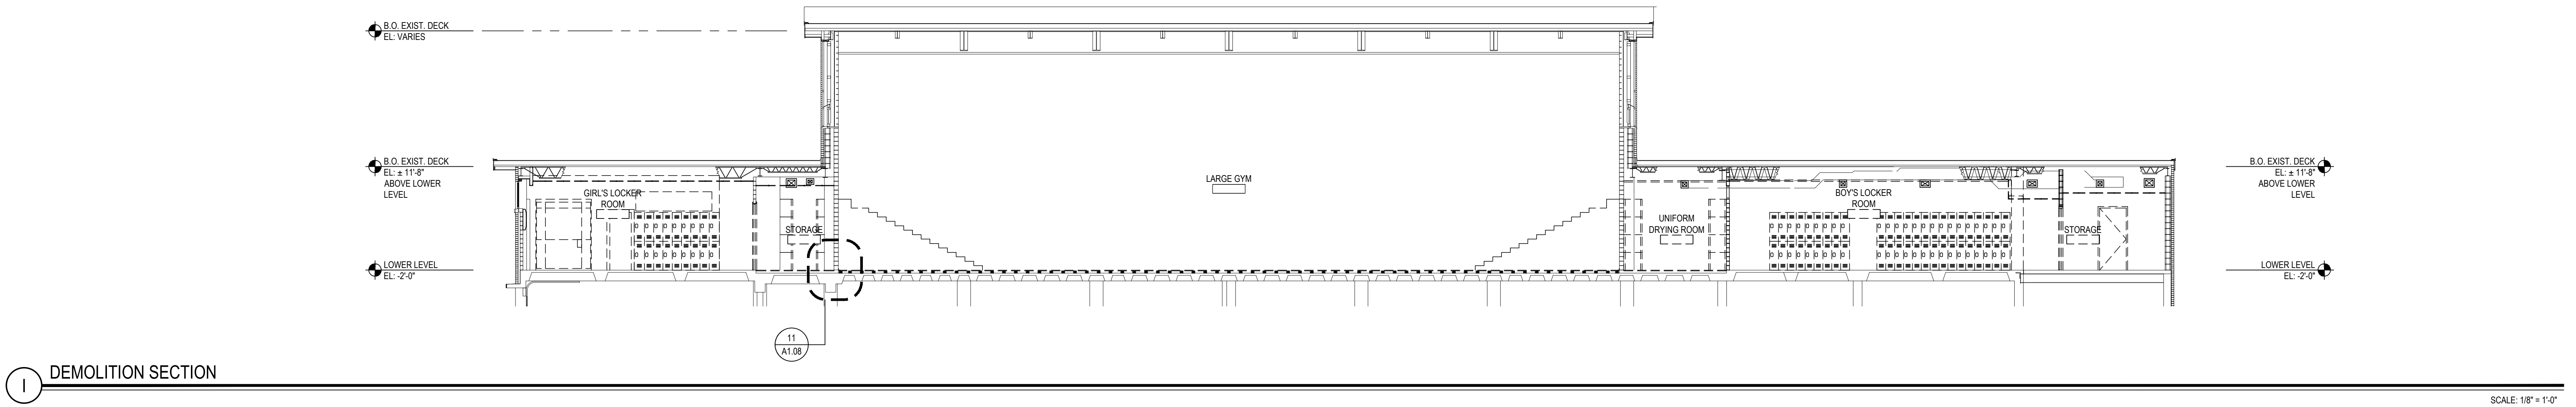 B.O. EXIST. DECK
EL: VARIES
B.O. EXIST. DECK
EL: ± 11'-8"
ABOVE LOWER
LEVEL
LOWER LEVEL
EL: -2'-0"
GIRL'S LOCKER
ROOM
STORAGE
LARGE GYM
UNIFORM
DRYING ROOM
BOY'S LOCKER
ROOM
STORAGE
B.O. EXIST. DECK
EL: ± 11'-8"
ABOVE LOWER
LEVEL
LOWER LEVEL
EL: -2'-0"
11
A1.08
I
DEMOLITION SECTION
SCALE: 1/8" = 1'-0"